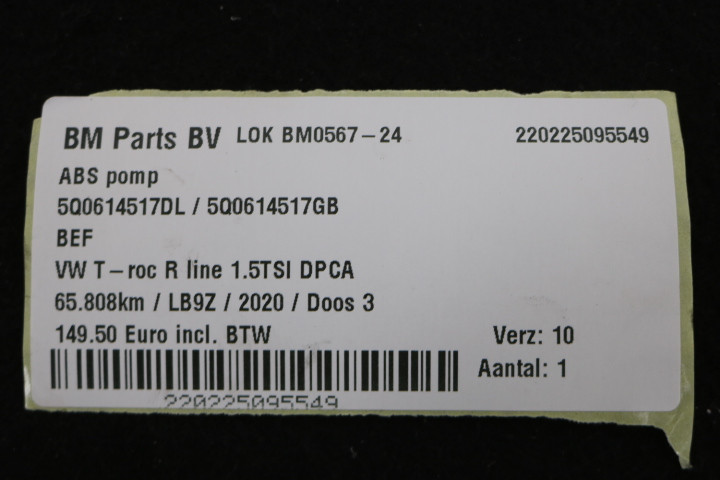 BM Parts BV LOK BM0567-24 220225095549
ABS pomp
5Q0614517DL / 5Q0614517GB
BEF
VW T-roc R line 1.5TSI DPCA
65.808km / LB9Z / 2020 / Doos 3
149.50 Euro incl. BTW Verz: 10
Aantal: 1
220225095549